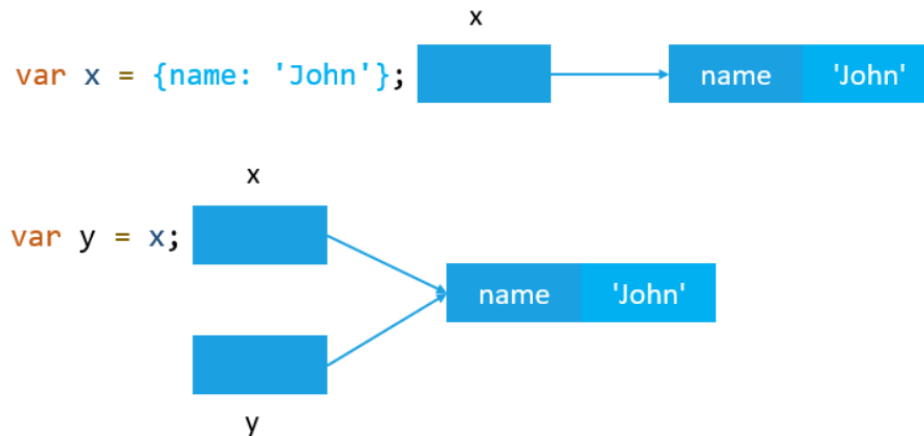 x
var x = {name: 'John'}; name 'John'
x
var y = x;
name 'John'
y